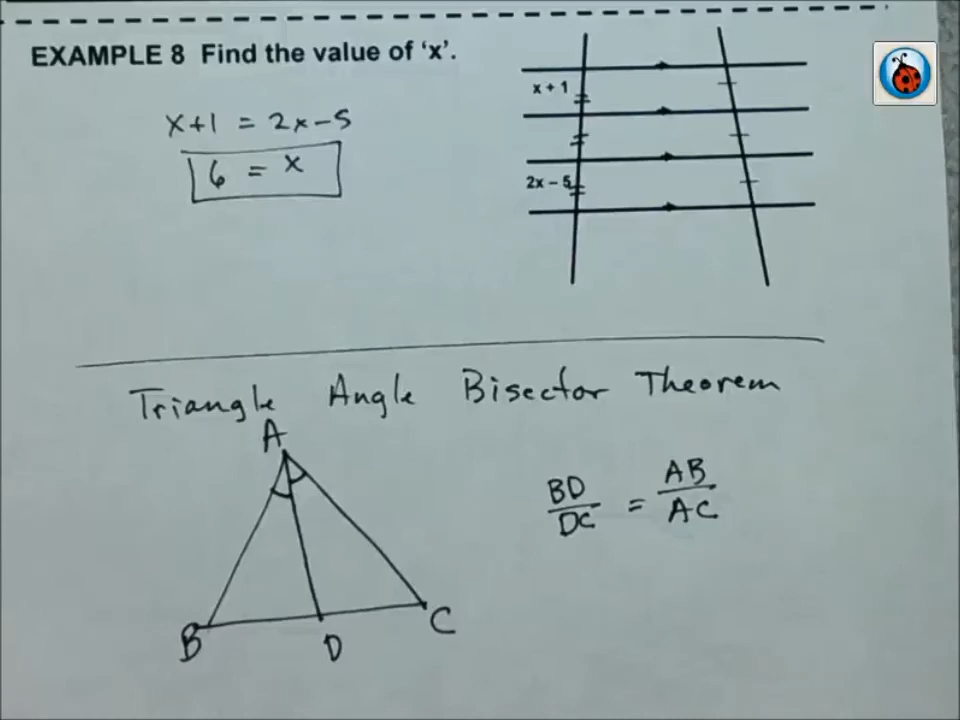 EXAMPLE 8 Find the value of ‘x’.
x + 1
x+1 = 2x-5
6 = x
2x – 5
Triangle Angle Bisector Theorem
A
BD/DC = AB/AC
B
D
C